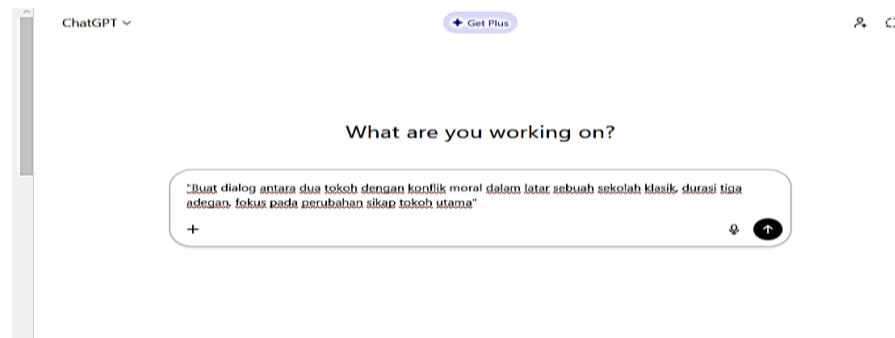 ChatGPT
Get Plus
What are you working on?
"Buat dialog antara dua tokoh dengan konflik moral dalam latar sebuah sekolah klasik, durasi tiga
adegan, fokus pada perubahan sikap tokoh utama"